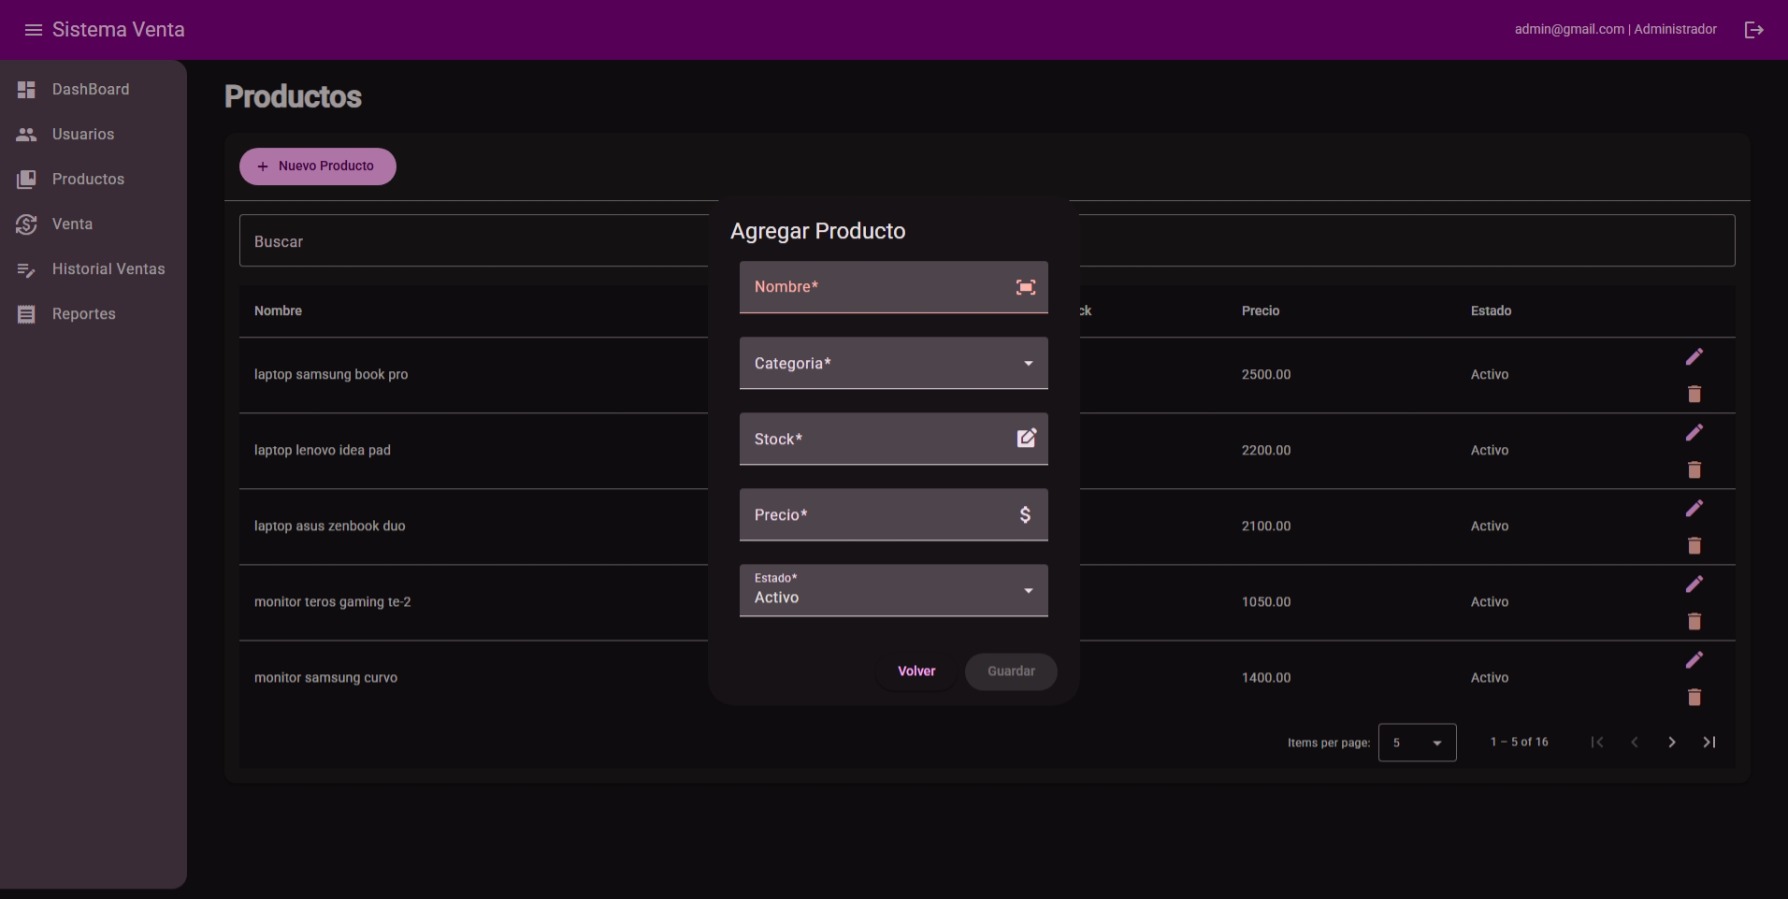 Sistema Venta
admin@gmail.com | Administrador
DashBoard
Usuarios
Productos
Venta
Historial Ventas
Reportes
Productos
+ Nuevo Producto
Buscar
Nombre
ck
Precio
Estado
laptop samsung book pro
2500.00
Activo
laptop lenovo idea pad
2200.00
Activo
laptop asus zenbook duo
2100.00
Activo
monitor teros gaming te-2
1050.00
Activo
monitor samsung curvo
1400.00
Activo
Items per page: 5
1 – 5 of 16
Agregar Producto
Nombre*
Categoria*
Stock*
Precio*
$
Estado*
Activo
Volver
Guardar